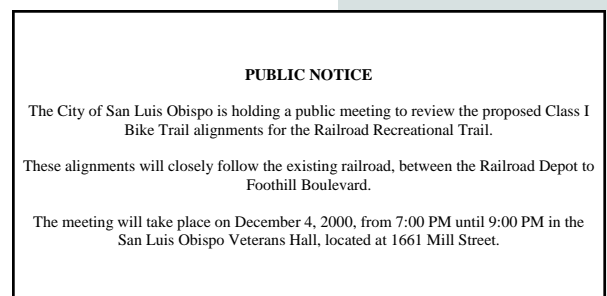 PUBLIC NOTICE
The City of San Luis Obispo is holding a public meeting to review the proposed Class I
Bike Trail alignments for the Railroad Recreational Trail.
These alignments will closely follow the existing railroad, between the Railroad Depot to
Foothill Boulevard.
The meeting will take place on December 4, 2000, from 7:00 PM until 9:00 PM in the
San Luis Obispo Veterans Hall, located at 1661 Mill Street.